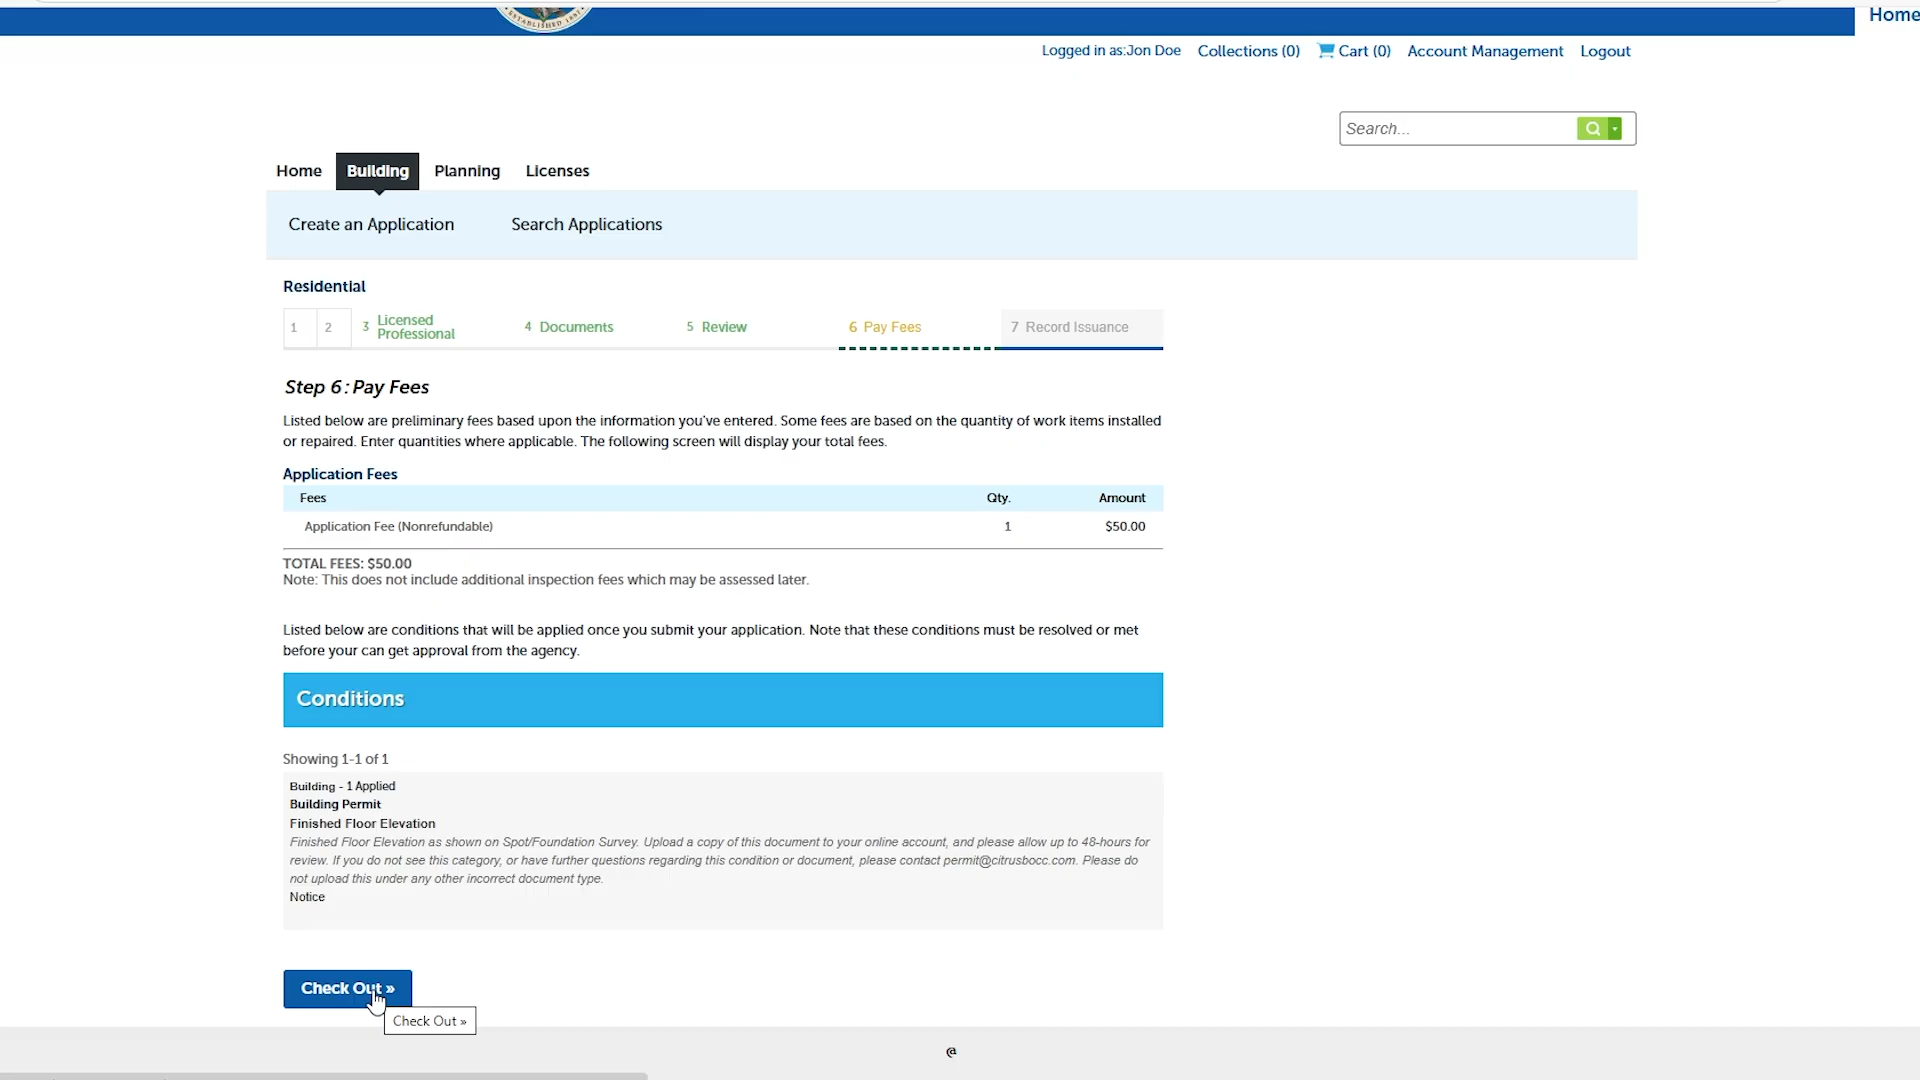 ESTABLISHED 1887
Home
Logged in as:Jon Doe Collections (0) Cart (0) Account Management Logout
Search...
Home Building Planning Licenses
Create an Application Search Applications
Residential
1 2 3 Licensed Professional 4 Documents 5 Review 6 Pay Fees 7 Record Issuance
Step 6: Pay Fees
Listed below are preliminary fees based upon the information you've entered. Some fees are based on the quantity of work items installed
or repaired. Enter quantities where applicable. The following screen will display your total fees.
Application Fees
Fees Qty. Amount
Application Fee (Nonrefundable) 1 $50.00
TOTAL FEES: $50.00
Note: This does not include additional inspection fees which may be assessed later.
Listed below are conditions that will be applied once you submit your application. Note that these conditions must be resolved or met
before your can get approval from the agency.
Conditions
Showing 1-1 of 1
Building - 1 Applied
Building Permit
Finished Floor Elevation
Finished Floor Elevation as shown on Spot/Foundation Survey. Upload a copy of this document to your online account, and please allow up to 48-hours for
review. If you do not see this category, or have further questions regarding this condition or document, please contact permit@citrusbocc.com. Please do
not upload this under any other incorrect document type.
Notice
Check Out »
Check Out »
@